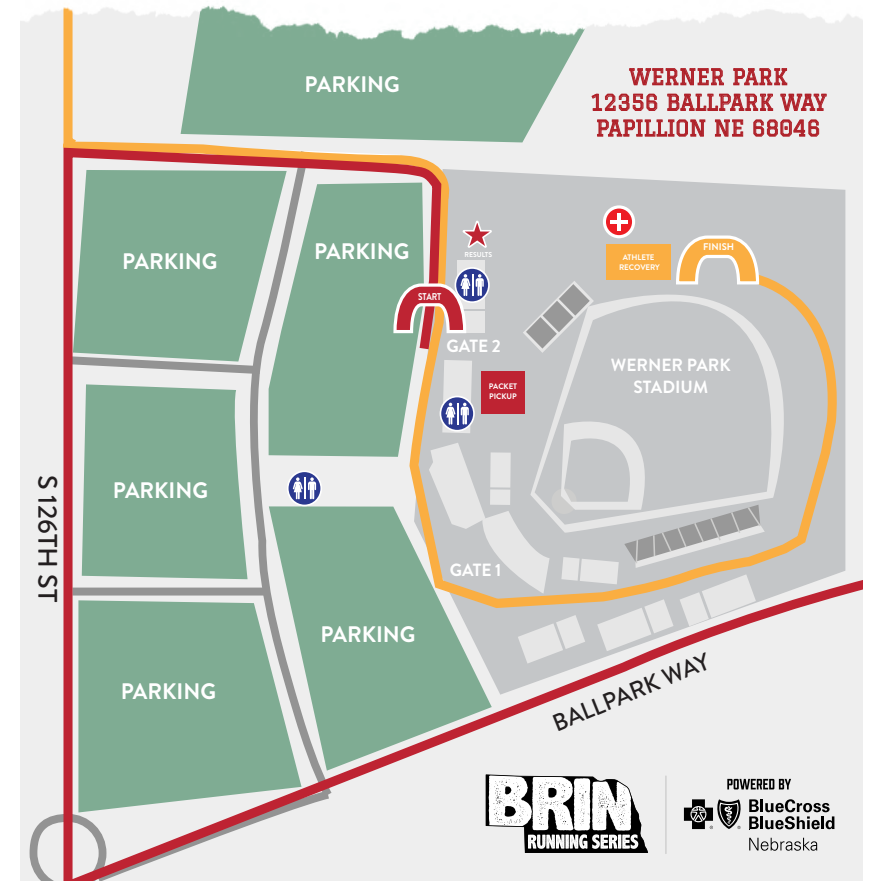 PARKING
WERNER PARK
12356 BALLPARK WAY
PAPILLION NE 68046
PARKING
PARKING
RESULTS
ATHLETE
RECOVERY
FINISH
START
GATE 2
WERNER PARK
STADIUM
PACKET
PICKUP
PARKING
S 126TH ST
GATE 1
PARKING
PARKING
BALLPARK WAY
BRIN
RUNNING SERIES
POWERED BY
BlueCross
BlueShield
Nebraska